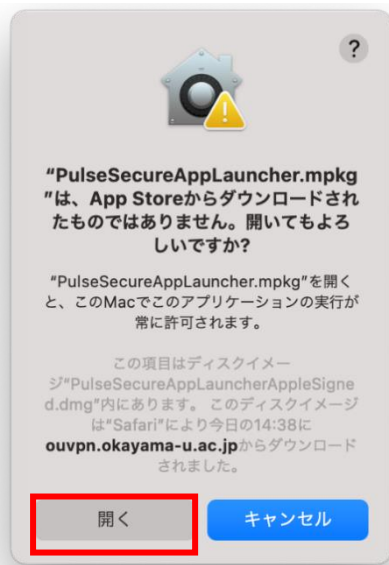 ?
“PulseSecureAppLauncher.mpkg
”は、App Storeからダウンロードされ
たものではありません。開いてもよろ
しいですか?
“PulseSecureAppLauncher.mpkg”を開く
と、このMacでこのアプリケーションの実行が
常に許可されます。
この項目はディスクイメー
ジ“PulseSecureAppLauncherAppleSigne
d.dmg”内にあります。 このディスクイメージ
は“Safari”により今日の14:38に
ouvpn.okayama-u.ac.jpからダウンロード
されました。
開く
キャンセル